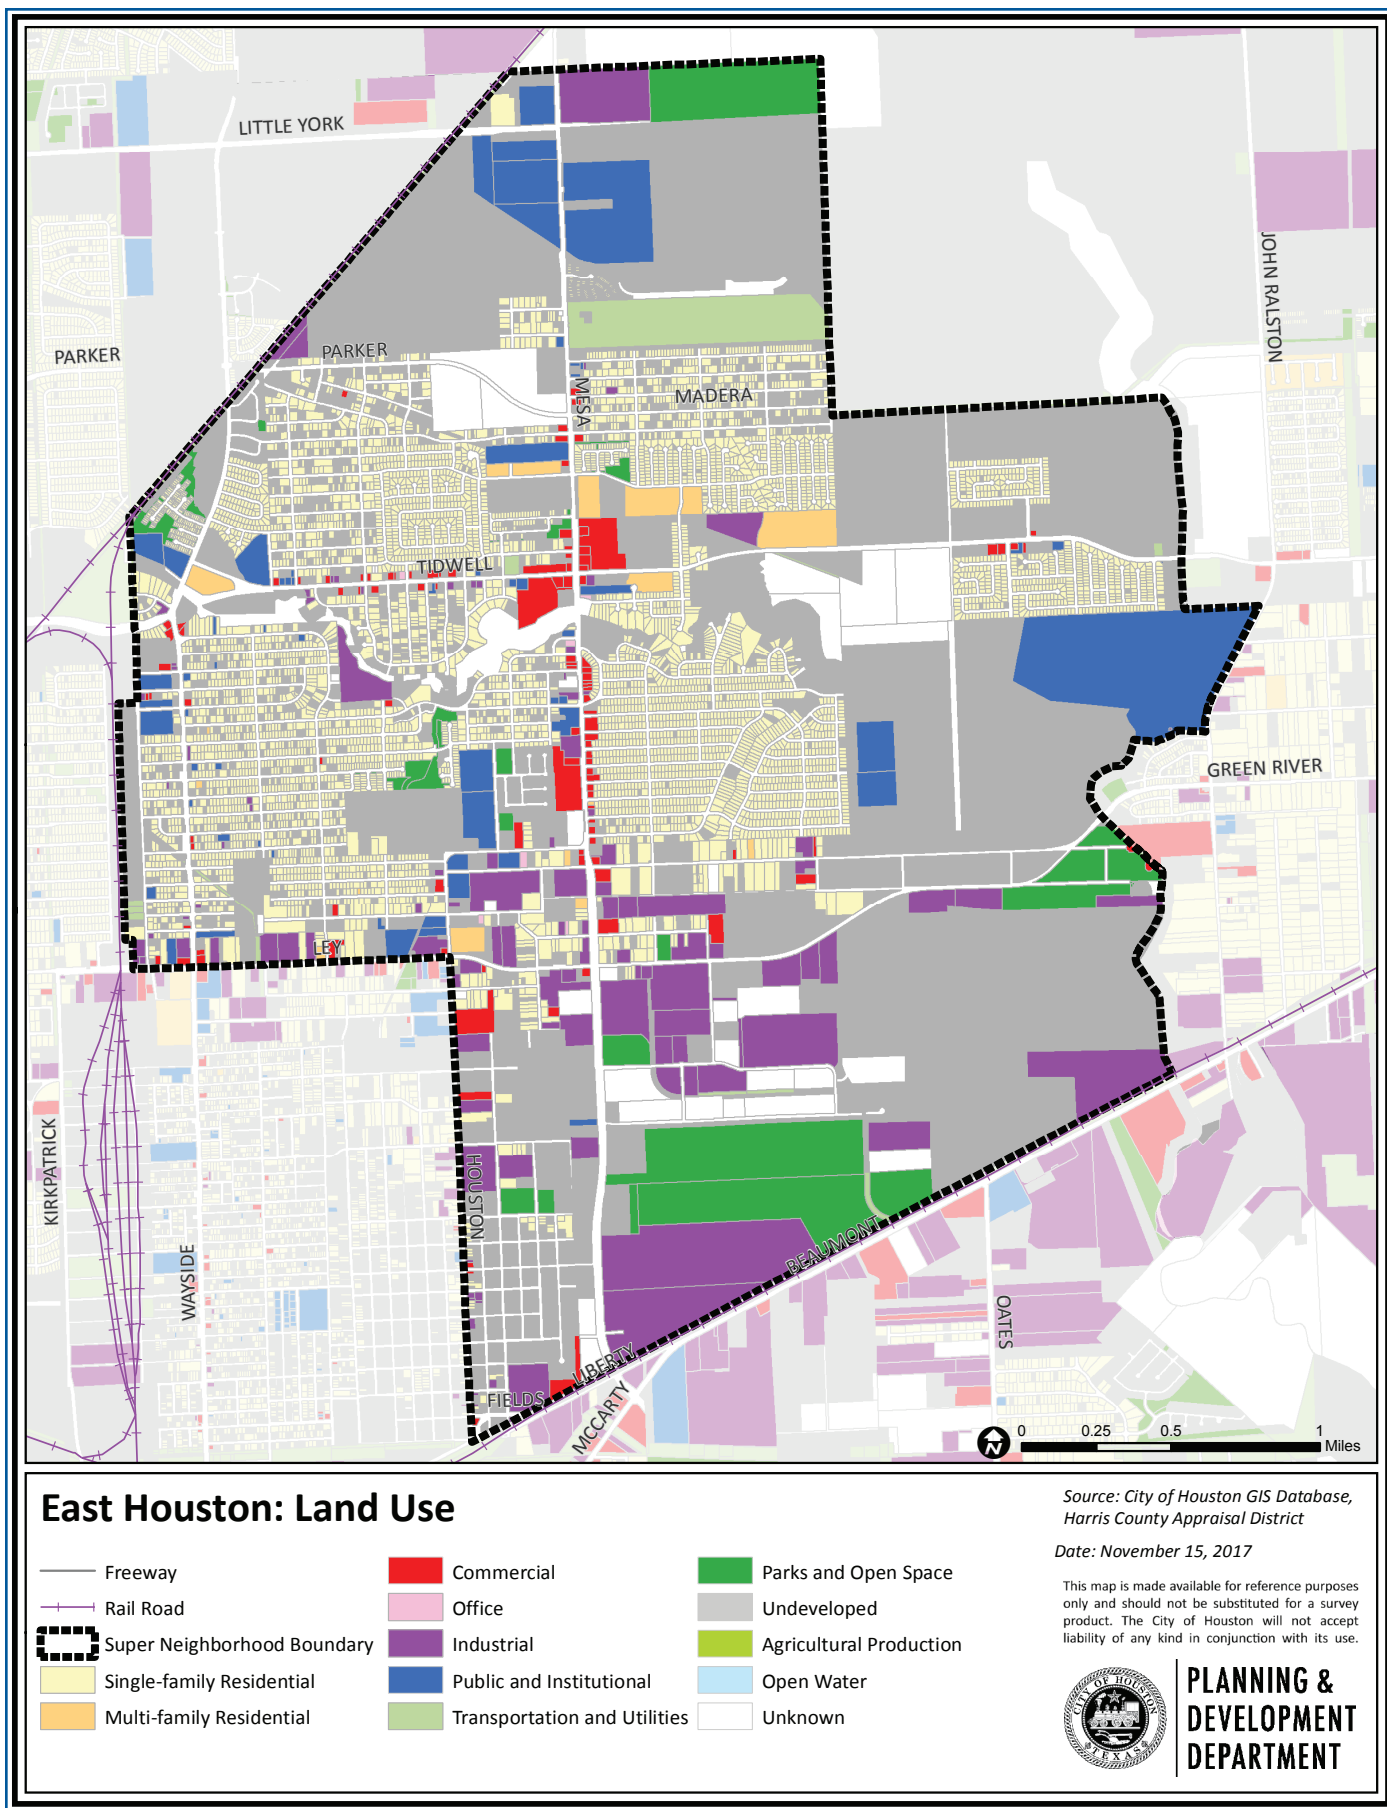 LITTLE YORK
JOHN RALSTON
PARKER
PARKER
MESA
MADERA
TIDWELL
GREEN RIVER
LEY
KIRKPATRICK
HOUSTON
WAYSIDE
BEAUMONT
OATES
LIBERTY
FIELDS
MCCARTY
N
0 0.25 0.5 1
Miles
East Houston: Land Use
Freeway
Rail Road
Super Neighborhood Boundary
Single-family Residential
Multi-family Residential
Commercial
Office
Industrial
Public and Institutional
Transportation and Utilities
Parks and Open Space
Undeveloped
Agricultural Production
Open Water
Unknown
Source: City of Houston GIS Database,
Harris County Appraisal District
Date: November 15, 2017
This map is made available for reference purposes
only and should not be substituted for a survey
product. The City of Houston will not accept
liability of any kind in conjunction with its use.
CITY OF HOUSTON
TEXAS
PLANNING &
DEVELOPMENT
DEPARTMENT